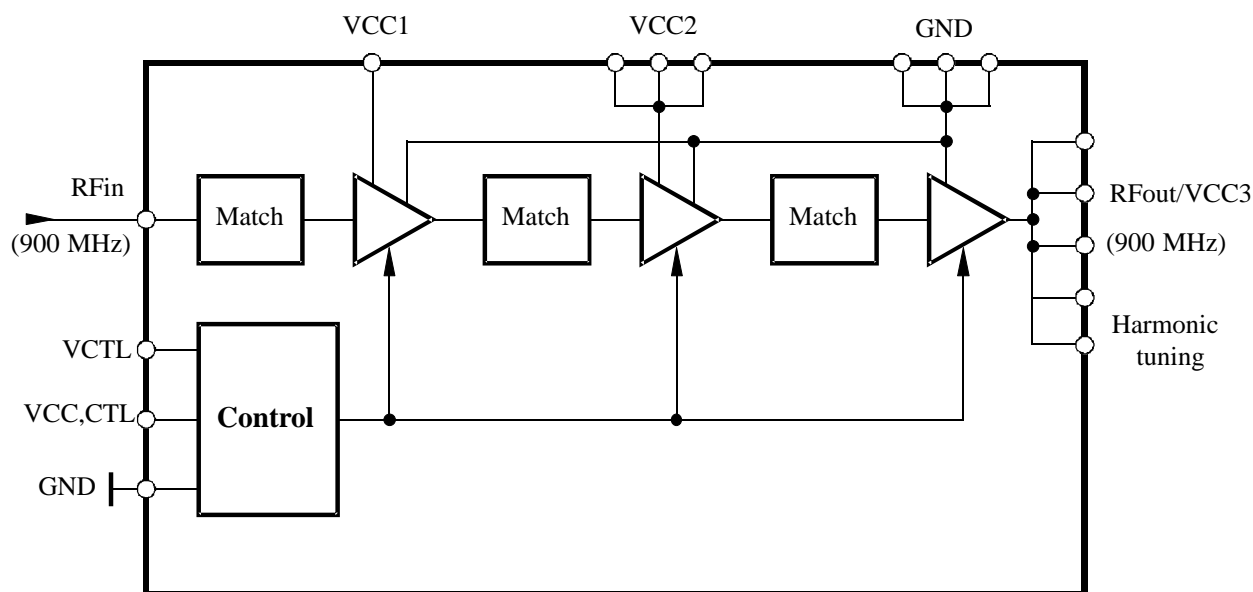 VCC1
VCC2
GND
RFin
(900 MHz)
Match
Match
Match
RFout/VCC3
(900 MHz)
Harmonic
tuning
VCTL
VCC,CTL
GND
Control